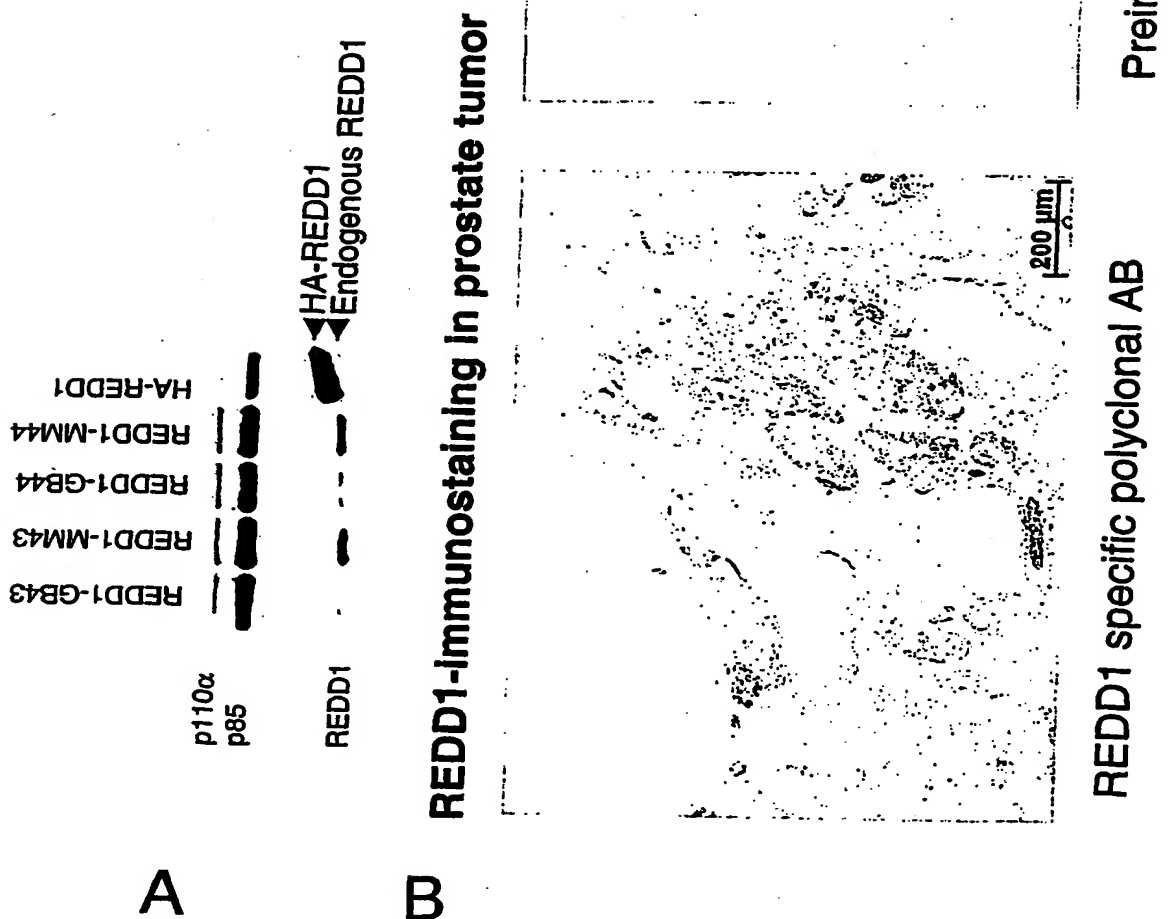 A
REDD1-GB43
REDD1-MM43
REDD1-GB44
REDD1-MM44
HA-REDD1
p110α
p85
REDD1
HA-REDD1
Endogenous REDD1
B
REDD1-immunostaining in prostate tumor
200 µm
REDD1 specific polyclonal AB